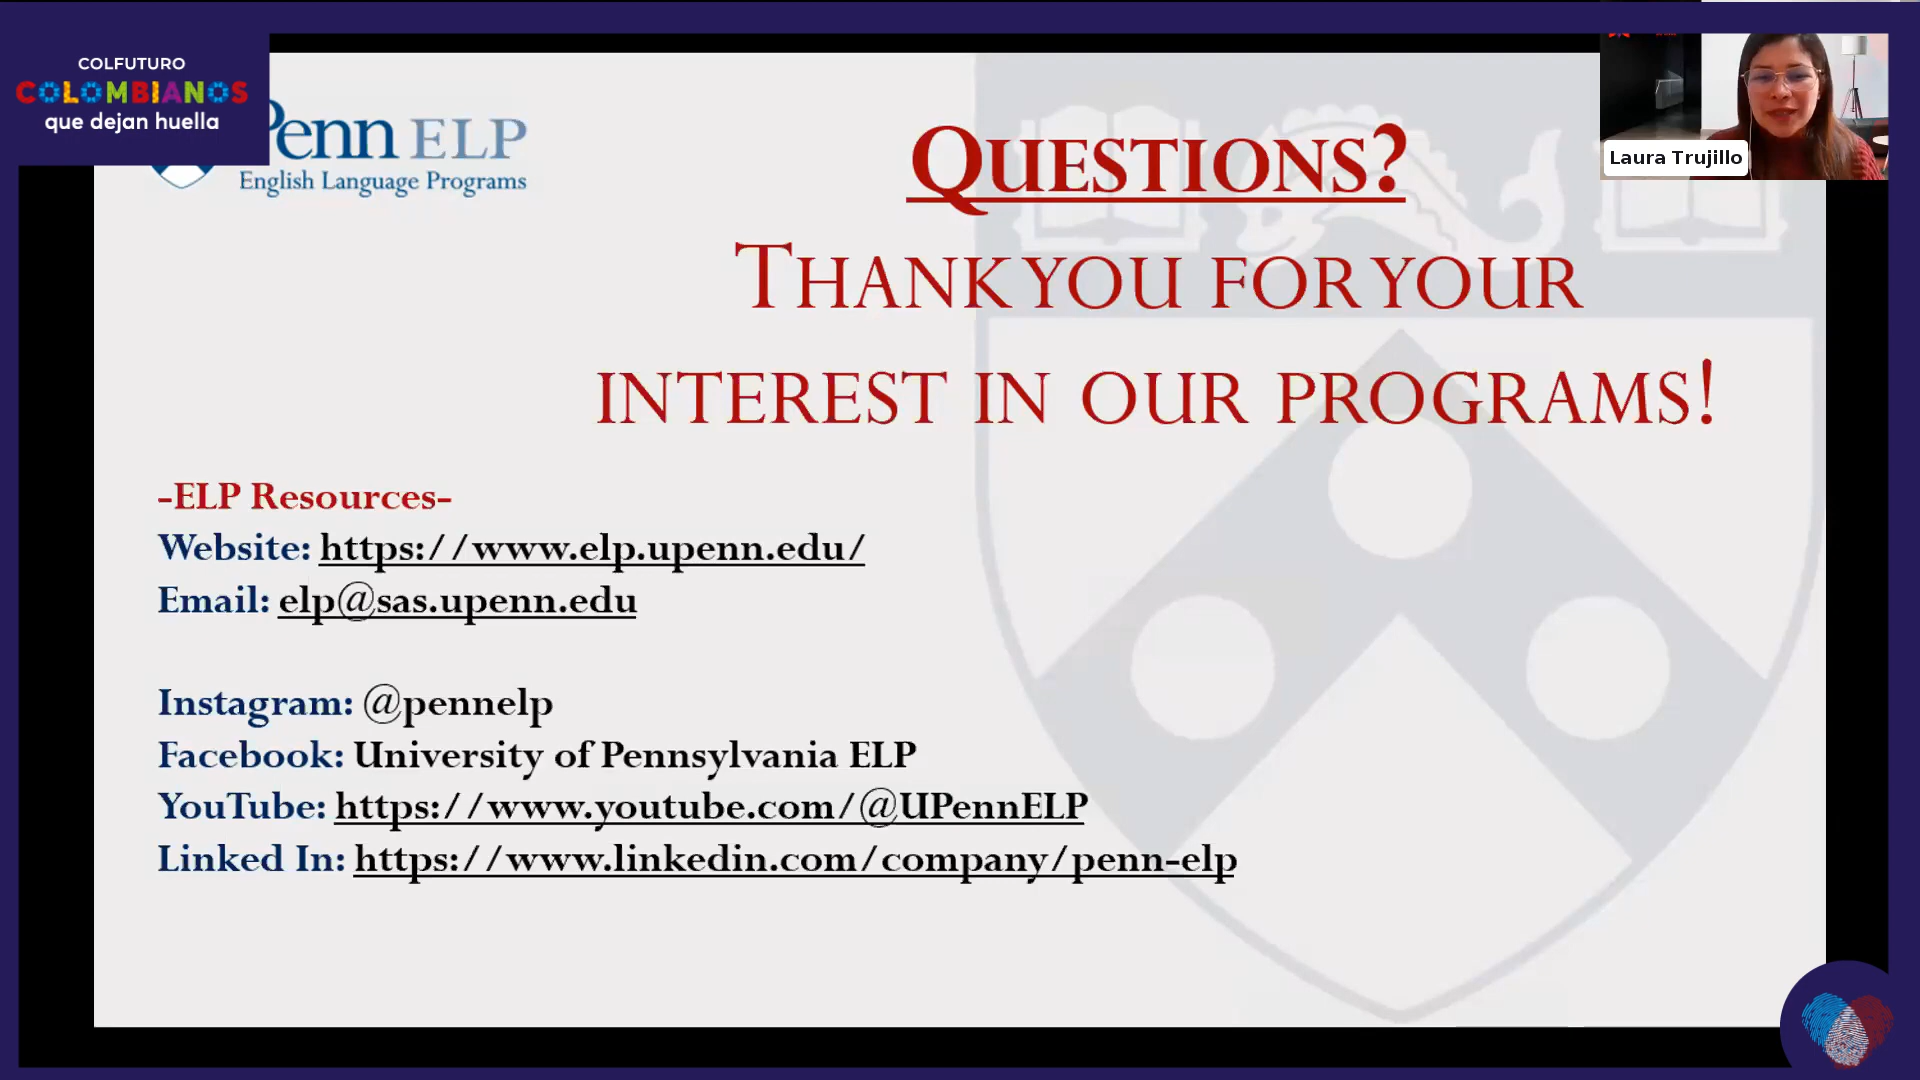 COLFUTURO
COLOMBIANOS
que dejan huella
Penn ELP
English Language Programs
QUESTIONS?
THANK YOU FOR YOUR
INTEREST IN OUR PROGRAMS!
Laura Trujillo
-ELP Resources-
Website: https://www.elp.upenn.edu/
Email: elp@sas.upenn.edu
Instagram: @pennelp
Facebook: University of Pennsylvania ELP
YouTube: https://www.youtube.com/@UPennELP
Linked In: https://www.linkedin.com/company/penn-elp